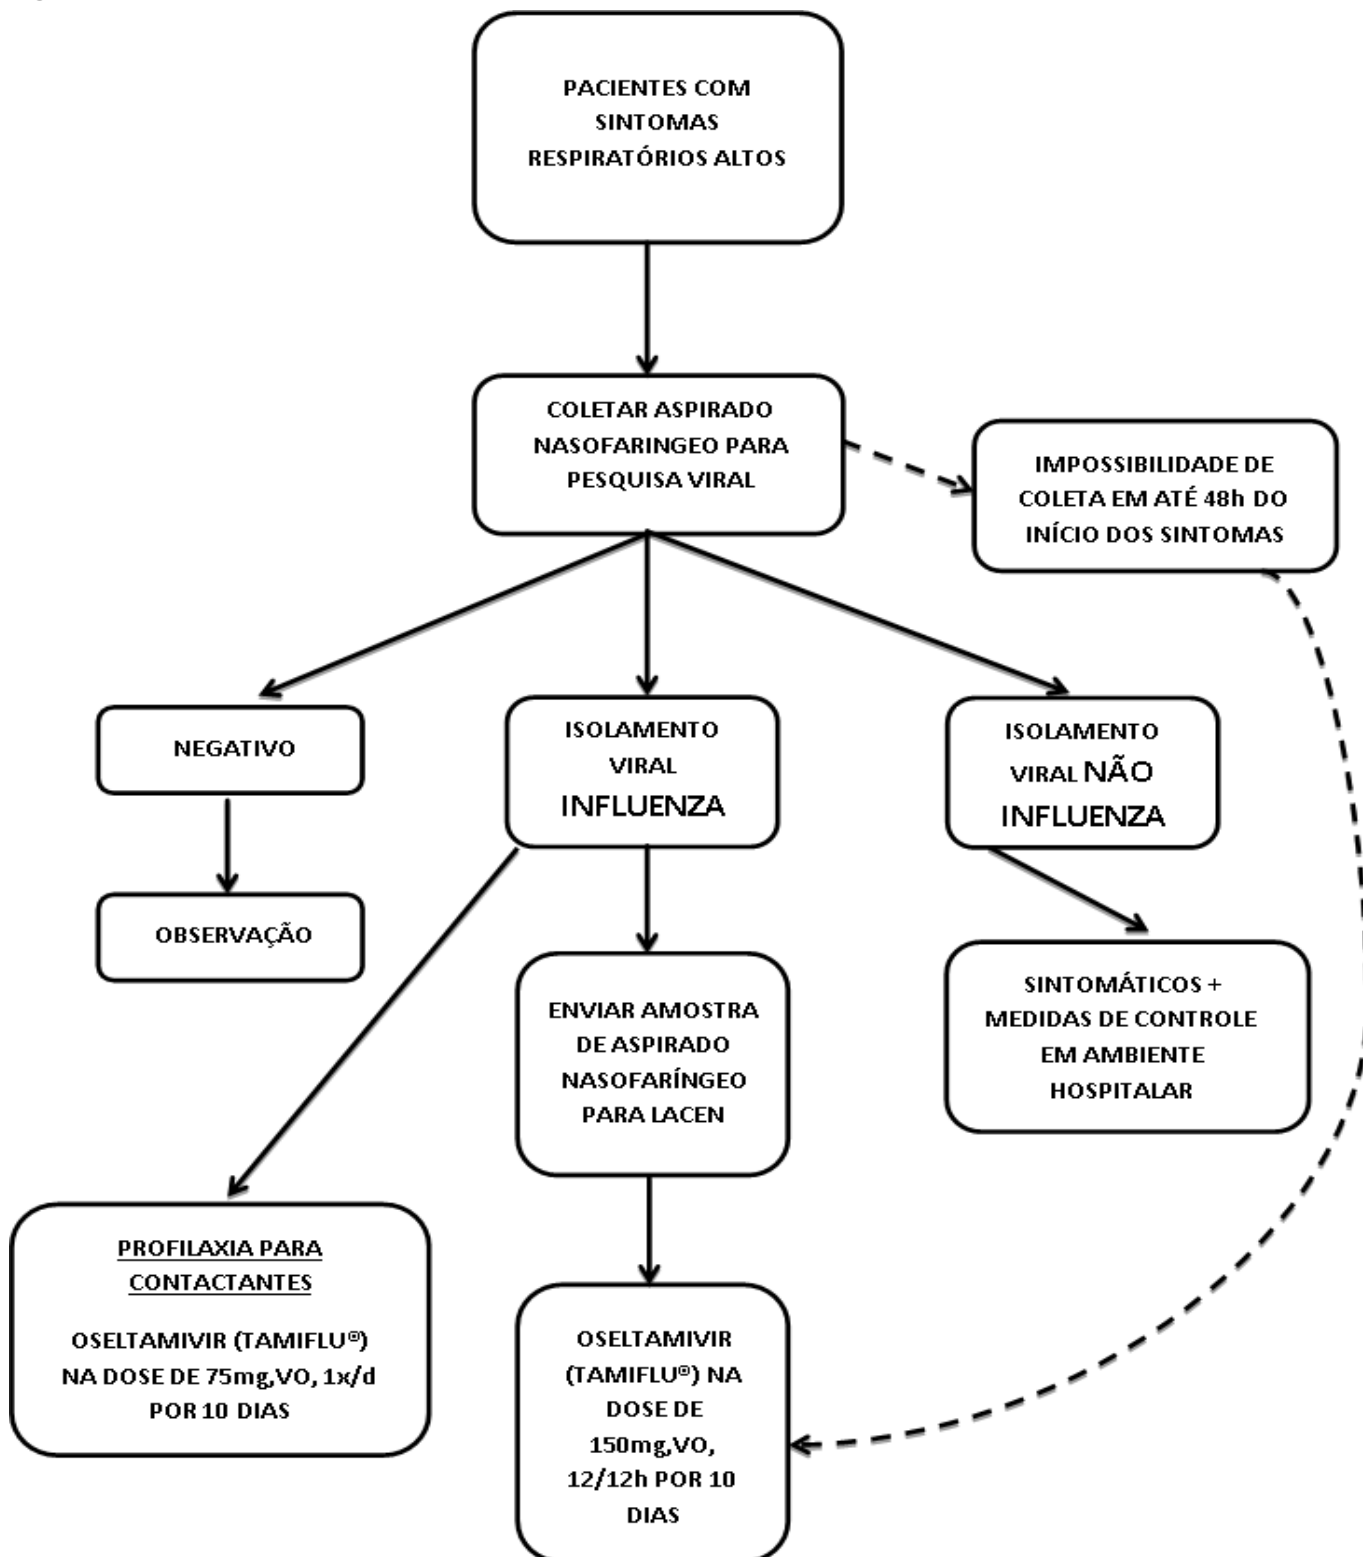 PACIENTES COM
SINTOMAS
RESPIRATÓRIOS ALTOS
COLETAR ASPIRADO
NASOFARINGEO PARA
PESQUISA VIRAL
IMPOSSIBILIDADE DE
COLETA EM ATÉ 48h DO
INÍCIO DOS SINTOMAS
NEGATIVO
ISOLAMENTO
VIRAL
INFLUENZA
ISOLAMENTO
VIRAL NÃO
INFLUENZA
OBSERVAÇÃO
ENVIAR AMOSTRA
DE ASPIRADO
NASOFARÍNGEO
PARA LACEN
SINTOMÁTICOS +
MEDIDAS DE CONTROLE
EM AMBIENTE
HOSPITALAR
PROFILAXIA PARA
CONTACTANTES
OSELTAMIVIR (TAMIFLU®)
NA DOSE DE 75mg,VO, 1x/d
POR 10 DIAS
OSELTAMIVIR
(TAMIFLU®) NA
DOSE DE
150mg,VO,
12/12h POR 10
DIAS